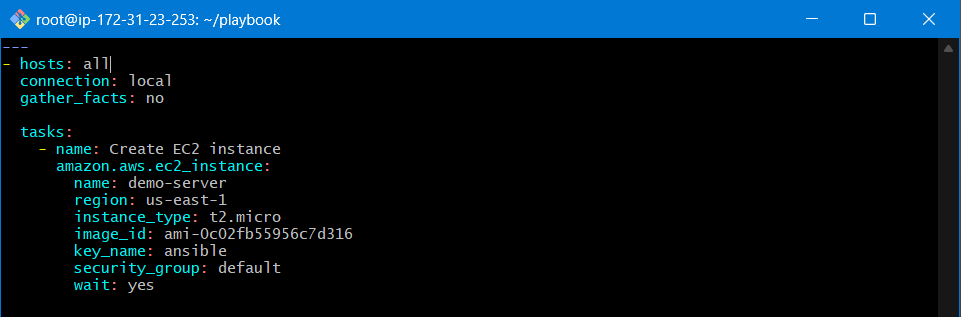 root@ip-172-31-23-253: ~/playbook
---
- hosts: all
  connection: local
  gather_facts: no

  tasks:
    - name: Create EC2 instance
      amazon.aws.ec2_instance:
        name: demo-server
        region: us-east-1
        instance_type: t2.micro
        image_id: ami-0c02fb55956c7d316
        key_name: ansible
        security_group: default
        wait: yes